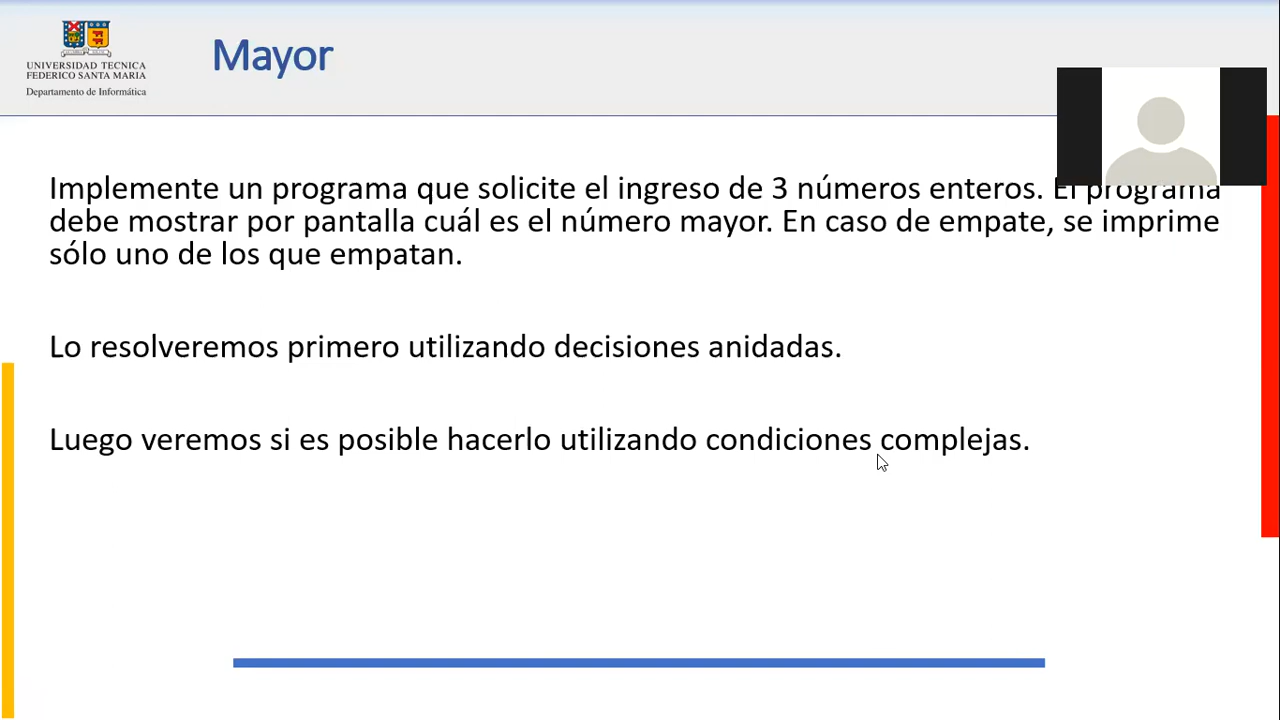 UNIVERSIDAD TECNICA
FEDERICO SANTA MARIA
Departamento de Informática
Mayor
Implemente un programa que solicite el ingreso de 3 números enteros. El programa
debe mostrar por pantalla cuál es el número mayor. En caso de empate, se imprime
sólo uno de los que empatan.
Lo resolveremos primero utilizando decisiones anidadas.
Luego veremos si es posible hacerlo utilizando condiciones complejas.